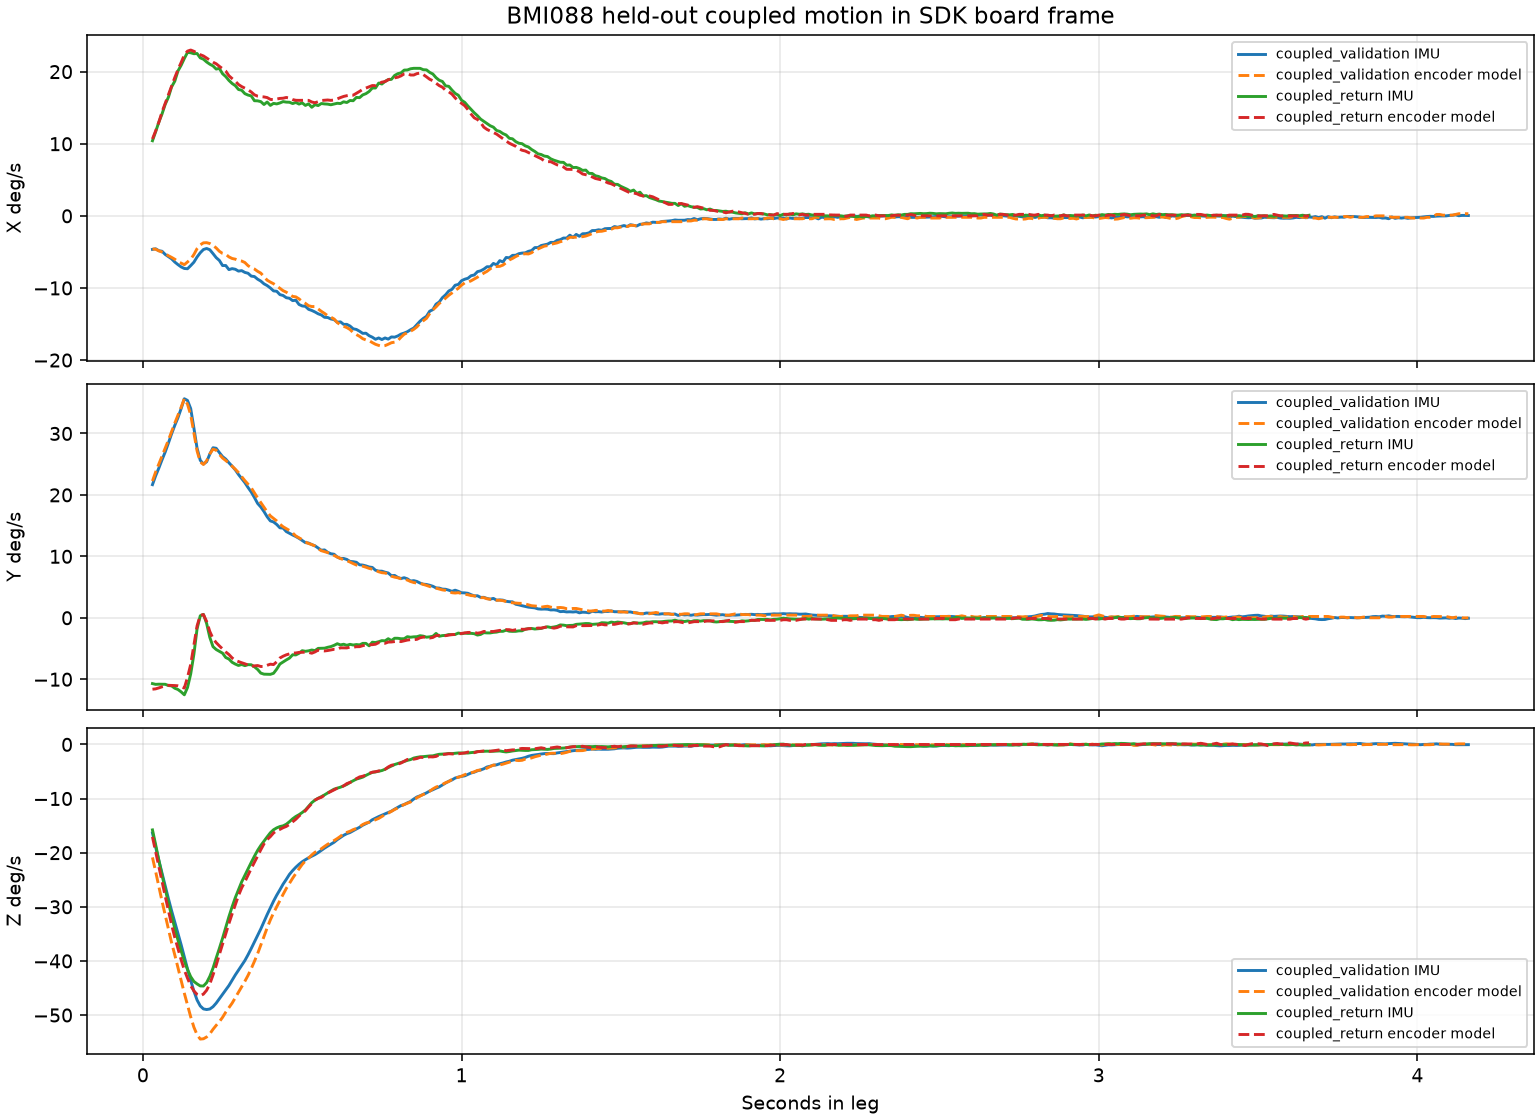 BMI088 held-out coupled motion in SDK board frame
20
10
0
−10
−20
X deg/s
coupled_validation IMU
coupled_validation encoder model
coupled_return IMU
coupled_return encoder model
30
20
10
0
−10
Y deg/s
coupled_validation IMU
coupled_validation encoder model
coupled_return IMU
coupled_return encoder model
0
−10
−20
−30
−40
−50
Z deg/s
coupled_validation IMU
coupled_validation encoder model
coupled_return IMU
coupled_return encoder model
0 1 2 3 4
Seconds in leg